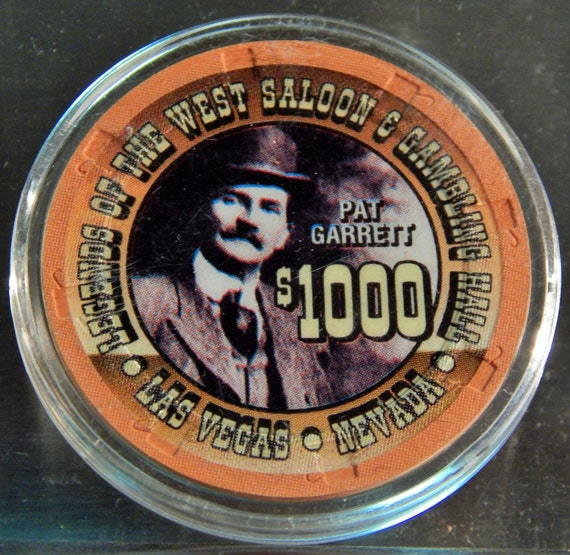 LEGENDS OF THE WEST SALOON & GAMBLING HALL
PAT
GARRETT
$1000
• LAS VEGAS • NEVADA •